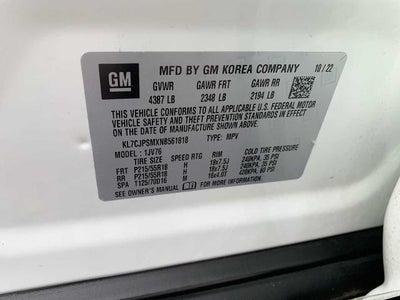 GM
MFD BY GM KOREA COMPANY 10/22
GVWR GAWR FRT GAWR RR
4387 LB 2348 LB 2194 LB
THIS VEHICLE CONFORMS TO ALL APPLICABLE U.S. FEDERAL MOTOR
VEHICLE SAFETY AND THEFT PREVENTION STANDARDS IN EFFECT
ON THE DATE OF MANUFACTURE SHOWN ABOVE.
KL7CJPSMXNB561818 TYPE: MPV
MODEL: 1JV76
TIRE SIZE SPEED RTG RIM COLD TIRE PRESSURE
FRT P215/55R18 H 18x7.5J 240KPA, 35 PSI
RR P215/55R18 H 18x7.5J 240KPA, 35 PSI
SPA T125/70D16 M 16x4.0T 420KPA, 60 PSI
SEE OWNER'S MANUAL FOR MORE INFORMATION.